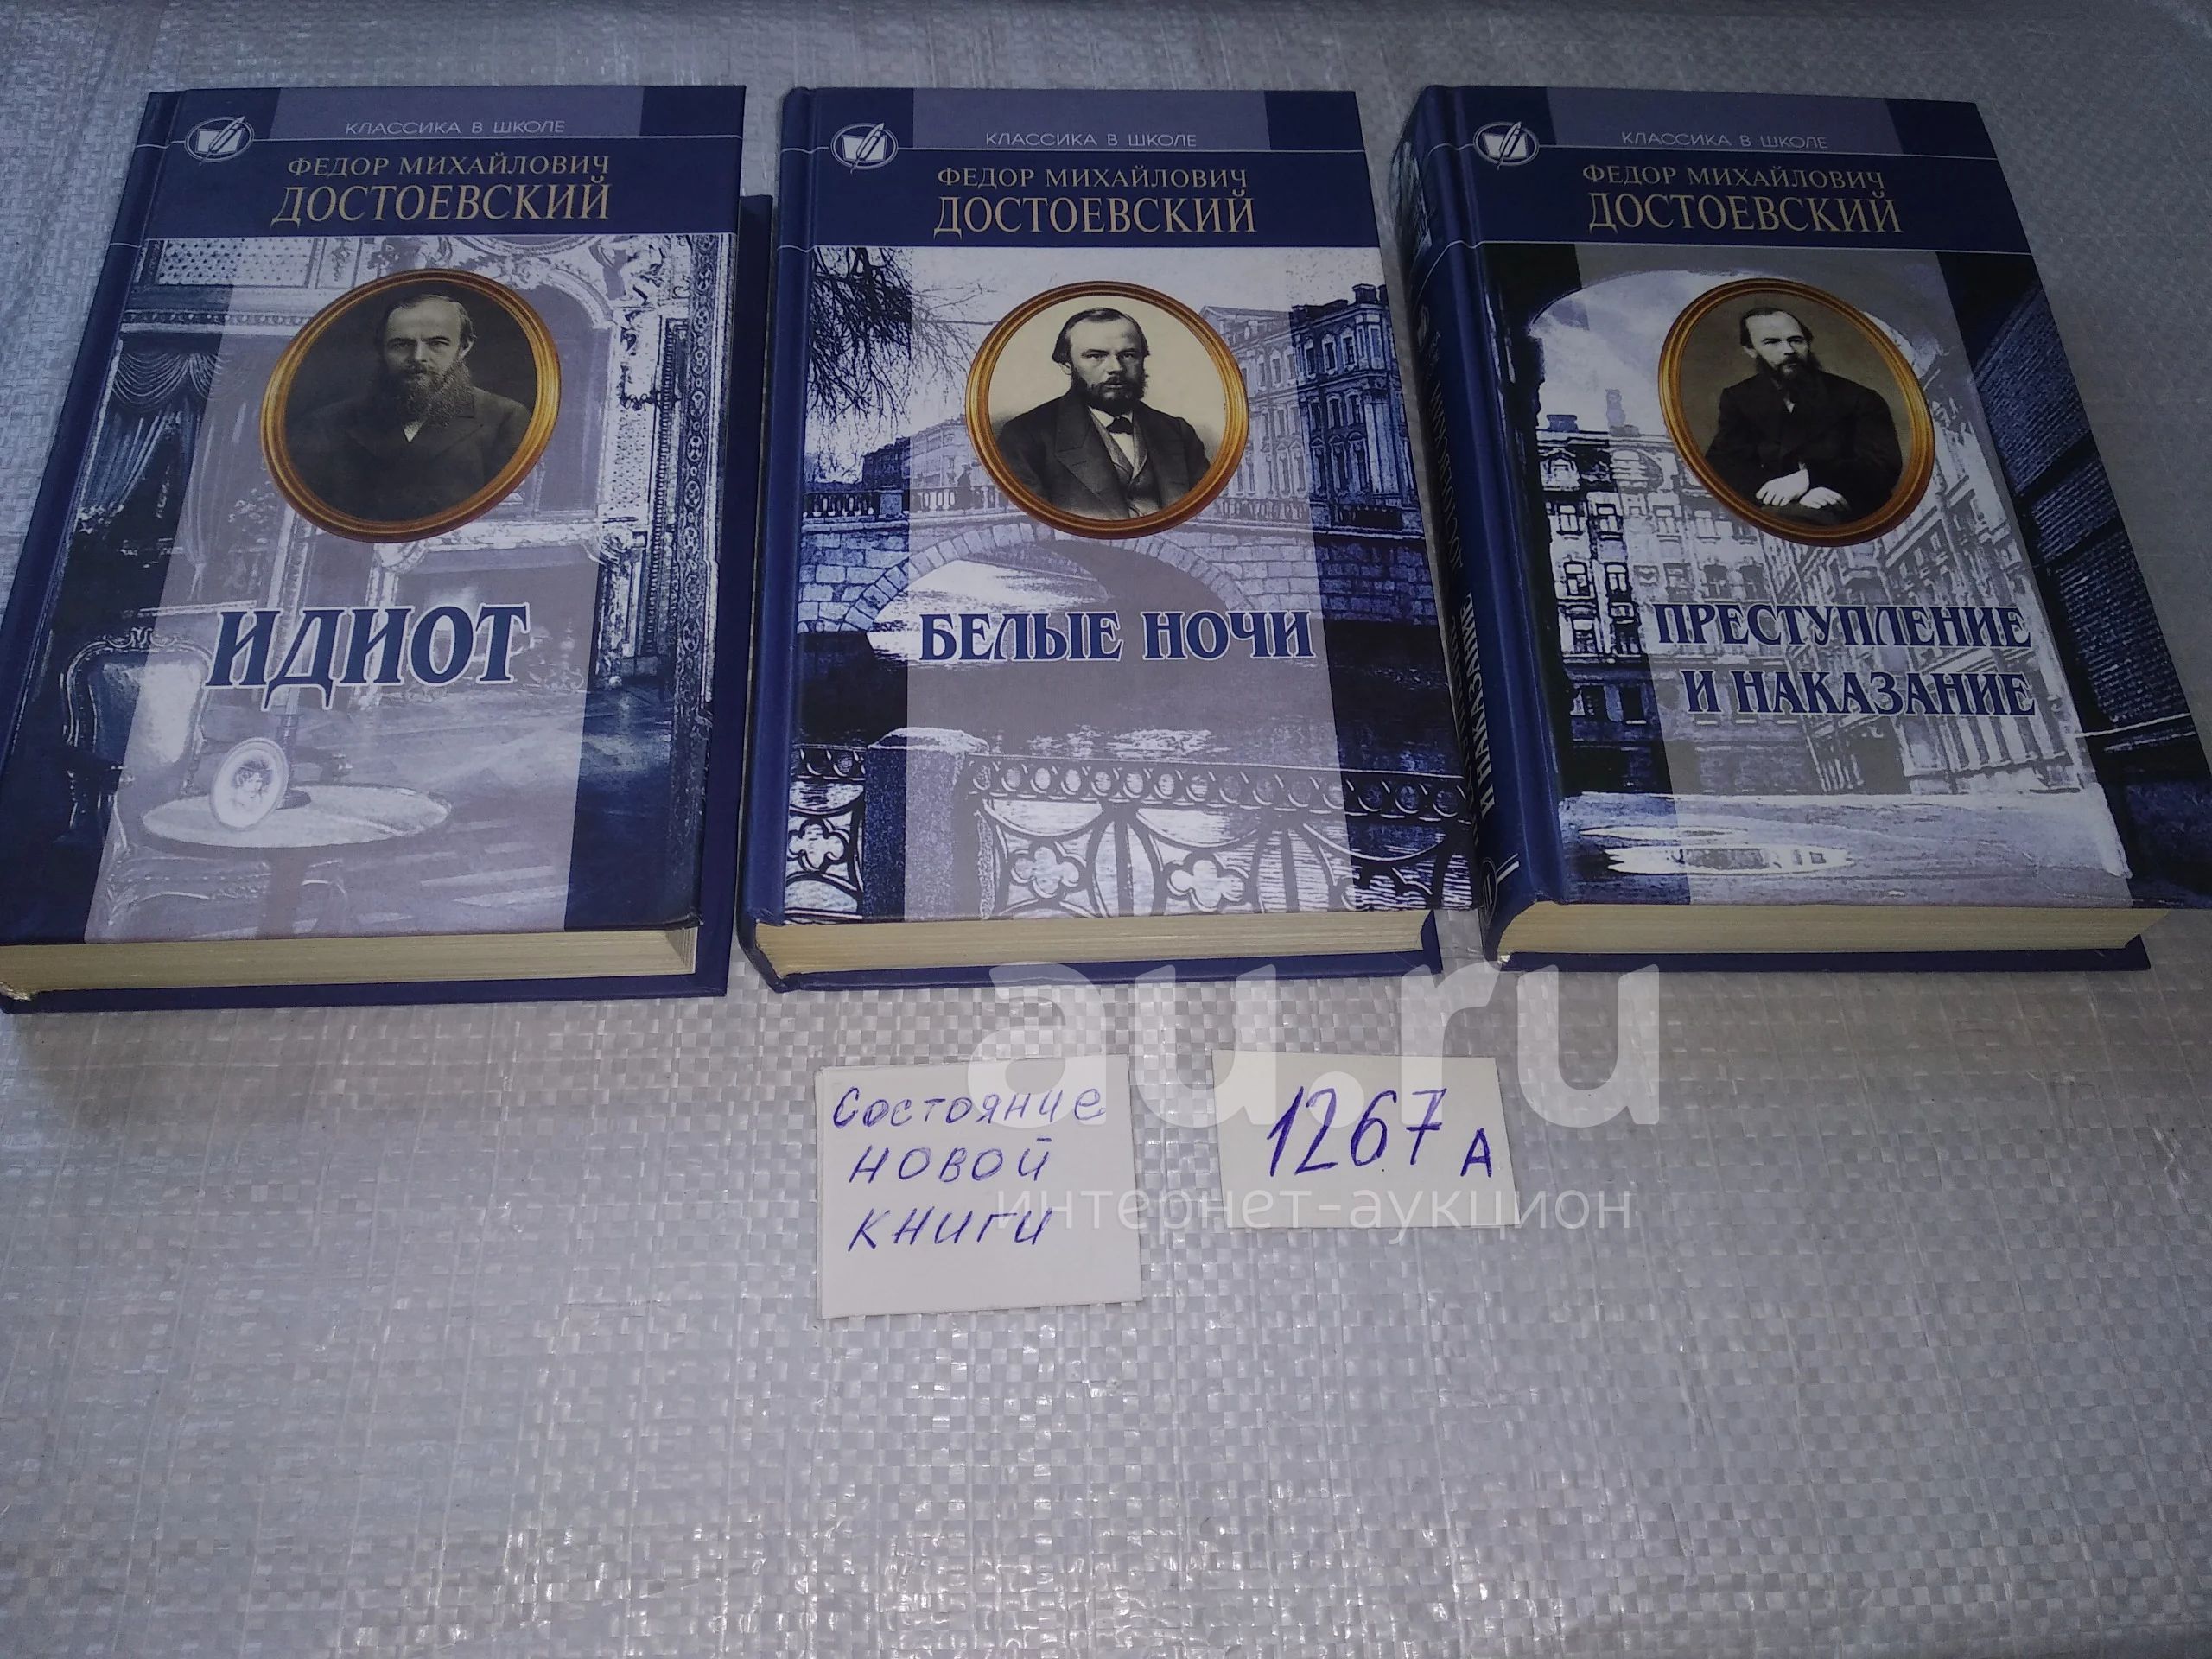 КЛАССИКА В ШКОЛЕ
ФЕДОР МИХАЙЛОВИЧ
ДОСТОЕВСКИЙ
ИДИОТ
КЛАССИКА В ШКОЛЕ
ФЕДОР МИХАЙЛОВИЧ
ДОСТОЕВСКИЙ
БЕЛЫЕ НОЧИ
КЛАССИКА В ШКОЛЕ
ФЕДОР МИХАЙЛОВИЧ
ДОСТОЕВСКИЙ
ПРЕСТУПЛЕНИЕ
И НАКАЗАНИЕ
И НАКАЗАНИЕ
au.ru
интернет-аукцион
Состояние
новой
книги
1267 А